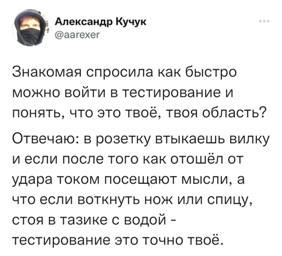 Александр Кучук
@aarexer
Знакомая спросила как быстро
можно войти в тестирование и
понять, что это твоё, твоя область?
Отвечаю: в розетку втыкаешь вилку
и если после того как отошёл от
удара током посещают мысли, а
что если воткнуть нож или спицу,
стоя в тазике с водой -
тестирование это точно твоё.